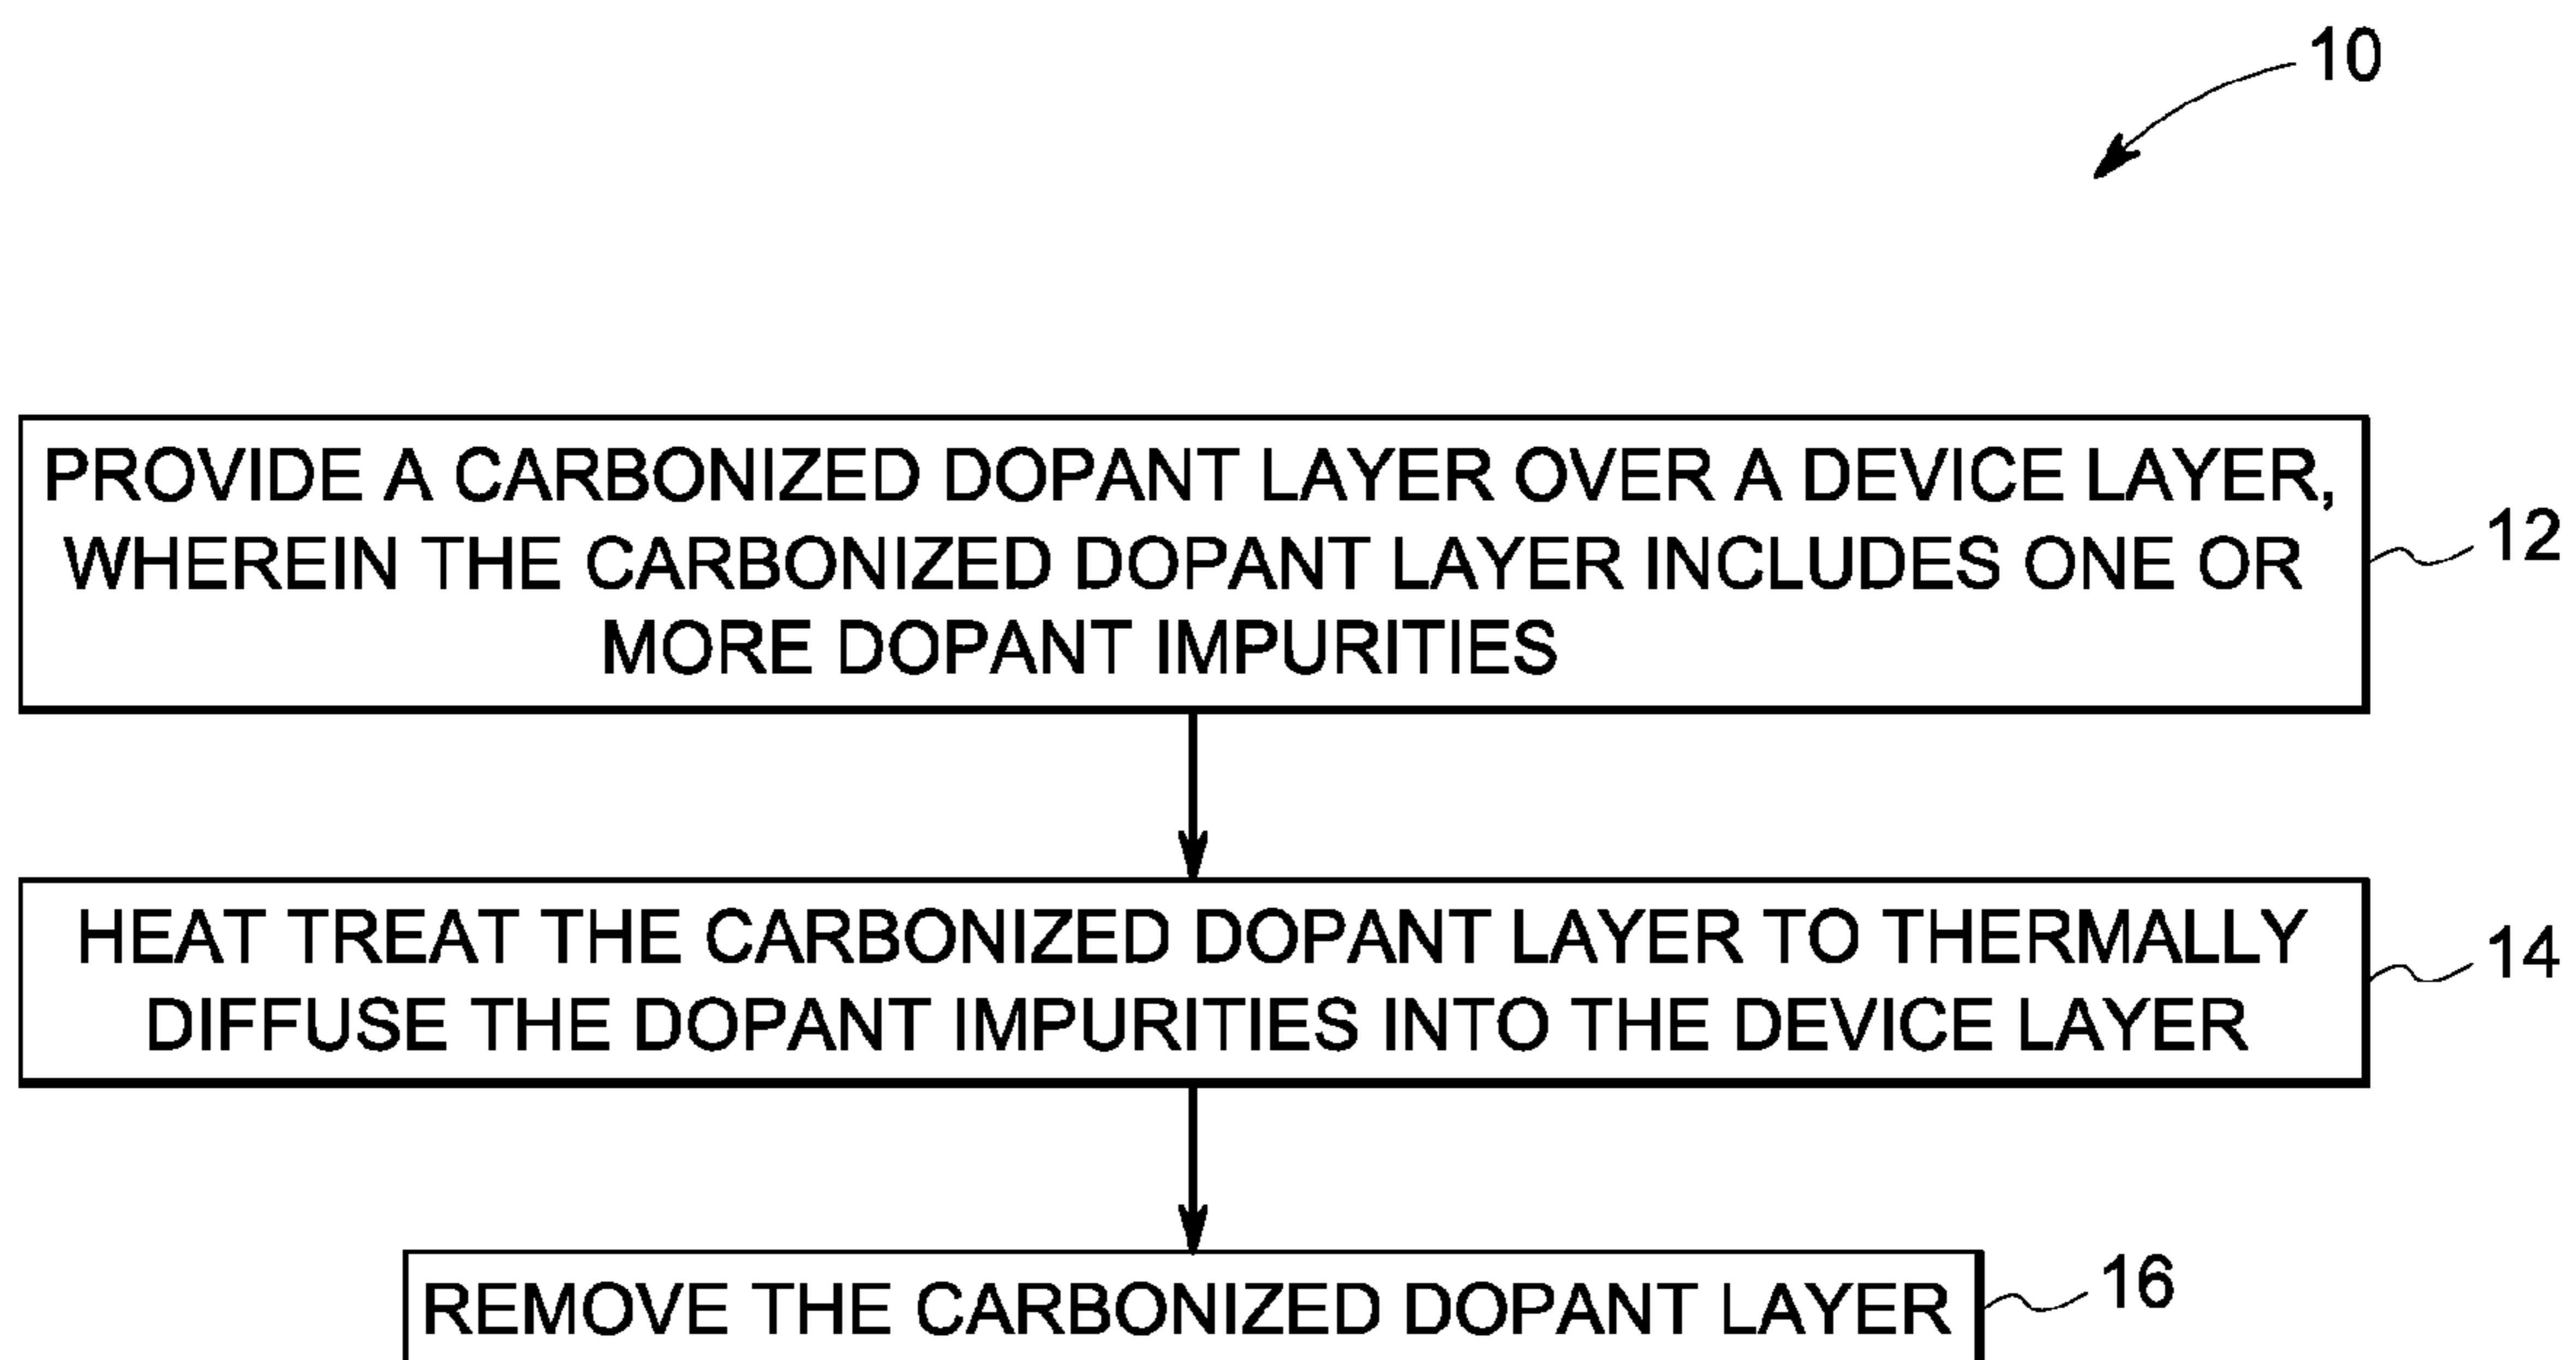 10
PROVIDE A CARBONIZED DOPANT LAYER OVER A DEVICE LAYER,
WHEREIN THE CARBONIZED DOPANT LAYER INCLUDES ONE OR
MORE DOPANT IMPURITIES
12
HEAT TREAT THE CARBONIZED DOPANT LAYER TO THERMALLY
DIFFUSE THE DOPANT IMPURITIES INTO THE DEVICE LAYER
14
REMOVE THE CARBONIZED DOPANT LAYER
16